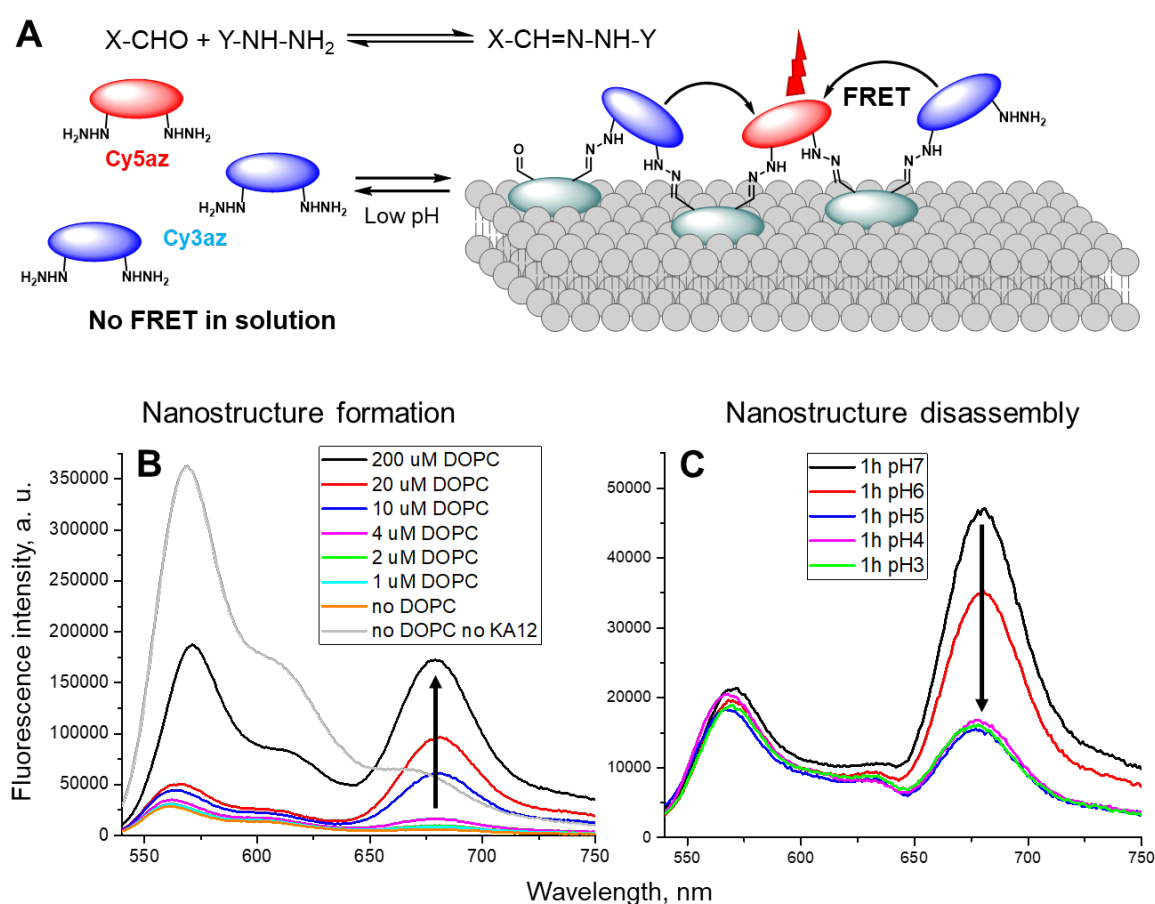 A
X-CHO + Y-NH-NH₂ ⇌ X-CH=N-NH-Y
H₂NHN
NHNH₂
Cy5az
H₂NHN
NHNH₂
Cy3az
H₂NHN
NHNH₂
No FRET in solution
Low pH
FRET
O
N
NH
HN
N
N
NH
HN
N
N
NH
NHNH₂
Nanostructure formation
Nanostructure disassembly
B
200 uM DOPC
20 uM DOPC
10 uM DOPC
4 uM DOPC
2 uM DOPC
1 uM DOPC
no DOPC
no DOPC no KA12
C
1h pH7
1h pH6
1h pH5
1h pH4
1h pH3
Fluorescence intensity, a. u.
350000
300000
250000
200000
150000
100000
50000
0
550
600
650
700
750
50000
40000
30000
20000
10000
0
550
600
650
700
750
Wavelength, nm